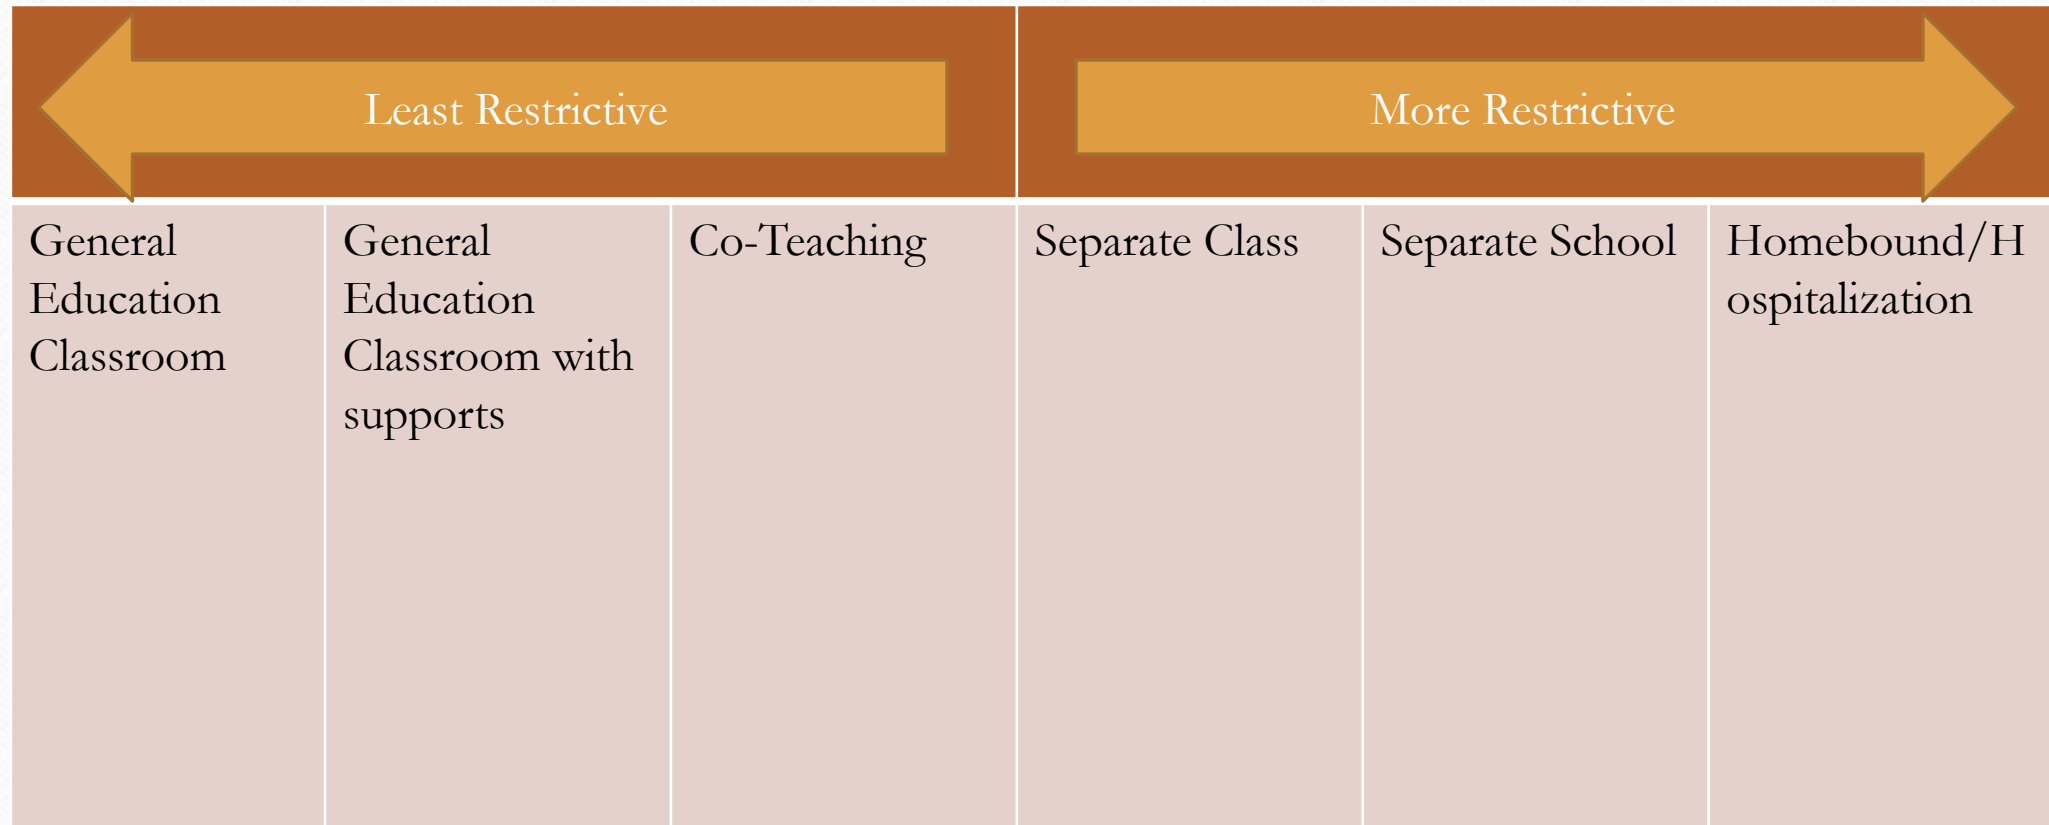 Least Restrictive
More Restrictive
General
Education
Classroom
General
Education
Classroom with
supports
Co-Teaching
Separate Class
Separate School
Homebound/H
ospitalization